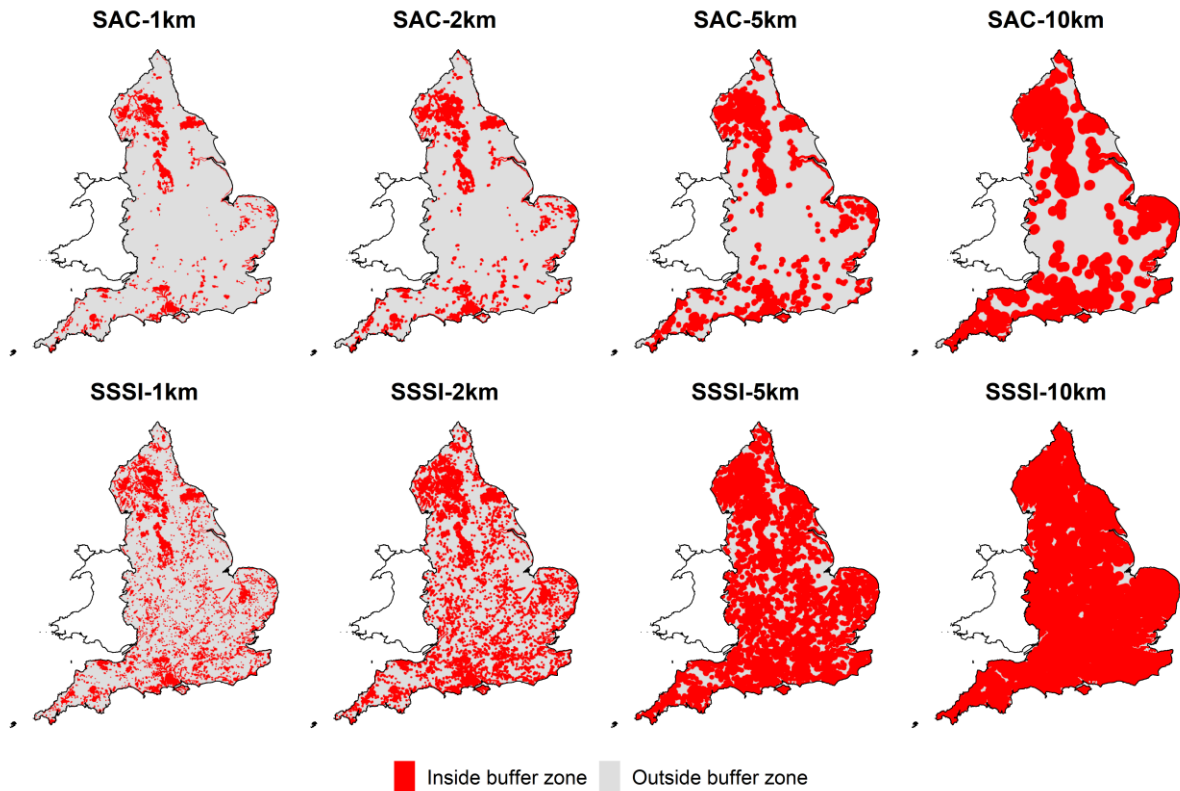 SAC-1km SAC-2km SAC-5km SAC-10km
SSSI-1km SSSI-2km SSSI-5km SSSI-10km
Inside buffer zone Outside buffer zone